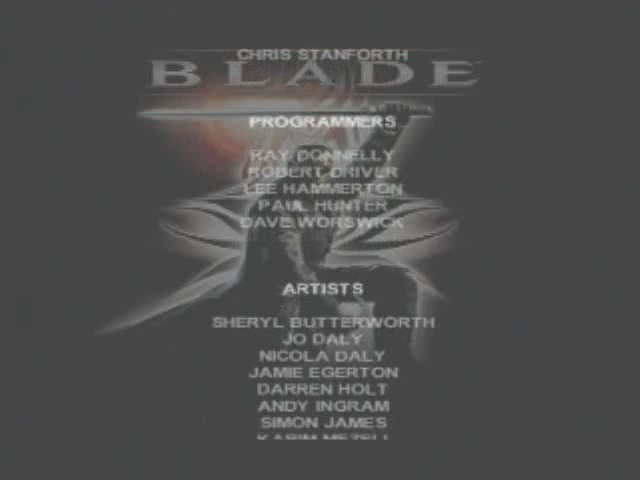 CHRIS STANFORTH
BLADE
PROGRAMMERS
RAY DONNELLY
ROBERT DRIVER
LEE HAMMERTON
PAUL HUNTER
DAVE WORSWICK
ARTISTS
SHERYL BUTTERWORTH
JO DALY
NICOLA DALY
JAMIE EGERTON
DARREN HOLT
ANDY INGRAM
SIMON JAMES